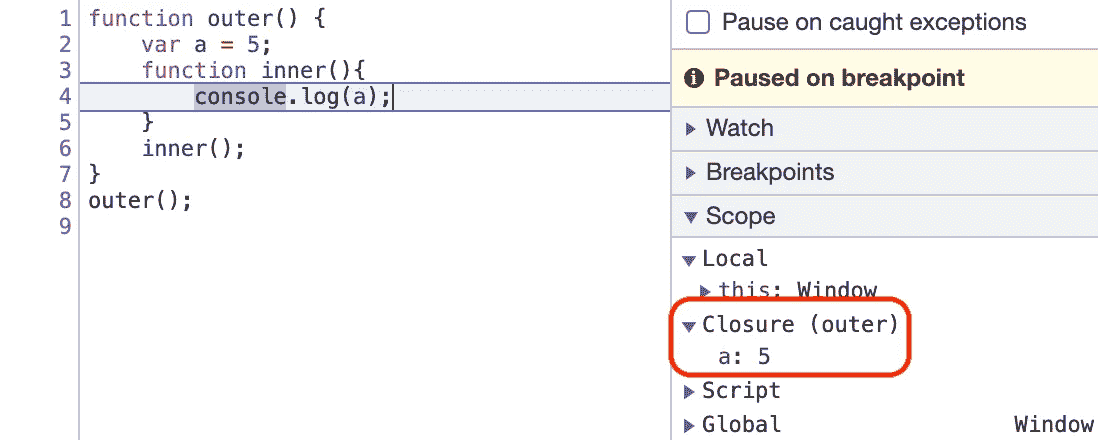 1 function outer() {
2     var a = 5;
3     function inner(){
4         console.log(a);
5     }
6     inner();
7 }
8 outer();
9
Pause on caught exceptions
Paused on breakpoint
Watch
Breakpoints
Scope
Local
this: Window
Closure (outer)
a: 5
Script
Global Window